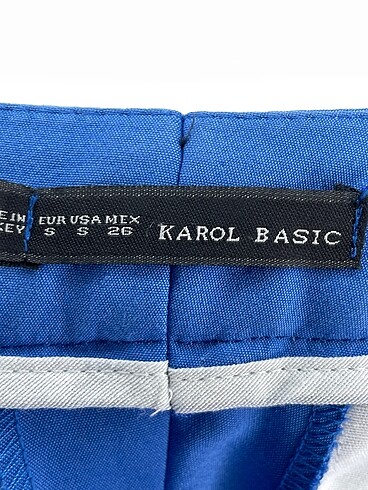 E IN
KEY
EUR USA MEX
S S 26
KAROL BASIC